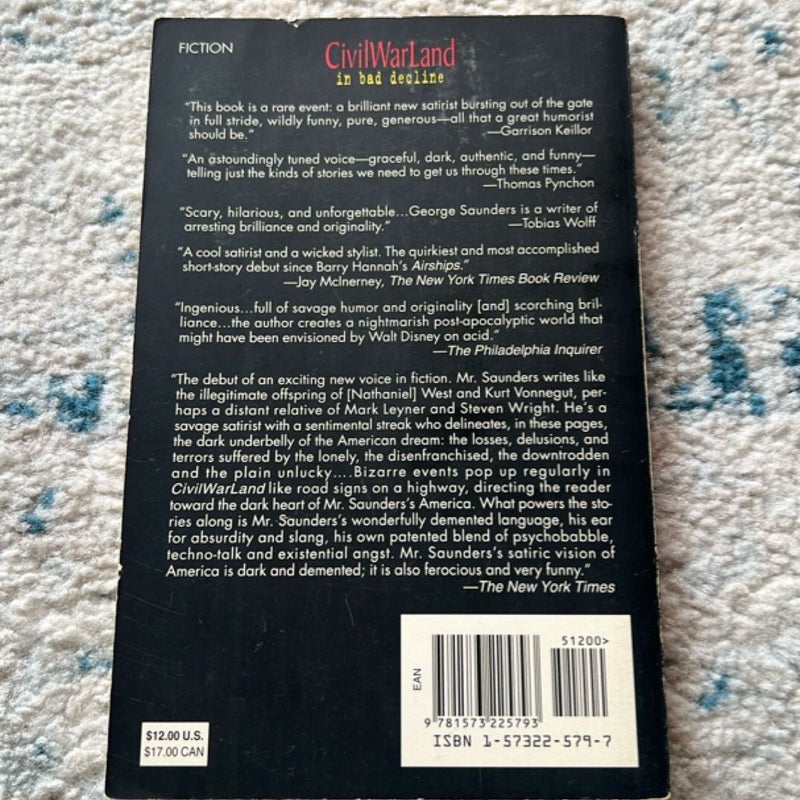 FICTION
CivilWarLand
in bad decline
"This book is a rare event: a brilliant new satirist bursting out of the gate
in full stride, wildly funny, pure, generous—all that a great humorist
should be."
—Garrison Keillor
"An astoundingly tuned voice—graceful, dark, authentic, and funny—
telling just the kinds of stories we need to get us through these times."
—Thomas Pynchon
"Scary, hilarious, and unforgettable...George Saunders is a writer of
arresting brilliance and originality."
—Tobias Wolff
"A cool satirist and a wicked stylist. The quirkiest and most accomplished
short-story debut since Barry Hannah's Airships."
—Jay McInerney, The New York Times Book Review
"Ingenious...full of savage humor and originality [and] scorching bril-
liance...the author creates a nightmarish post-apocalyptic world that
might have been envisioned by Walt Disney on acid."
—The Philadelphia Inquirer
"The debut of an exciting new voice in fiction. Mr. Saunders writes like
the illegitimate offspring of [Nathaniel] West and Kurt Vonnegut, per-
haps a distant relative of Mark Leyner and Steven Wright. He's a
savage satirist with a sentimental streak who delineates, in these pages,
the dark underbelly of the American dream: the losses, delusions, and
terrors suffered by the lonely, the disenfranchised, the downtrodden
and the plain unlucky....Bizarre events pop up regularly in
CivilWarLand like road signs on a highway, directing the reader
toward the dark heart of Mr. Saunders's America. What powers the sto-
ries along is Mr. Saunders's wonderfully demented language, his ear
for absurdity and slang, his own patented blend of psychobabble,
techno-talk and existential angst. Mr. Saunders's satiric vision of
America is dark and demented; it is also ferocious and very funny."
—The New York Times
51200>
EAN
9 781573 225793
ISBN 1-57322-579-7
$12.00 U.S.
$17.00 CAN